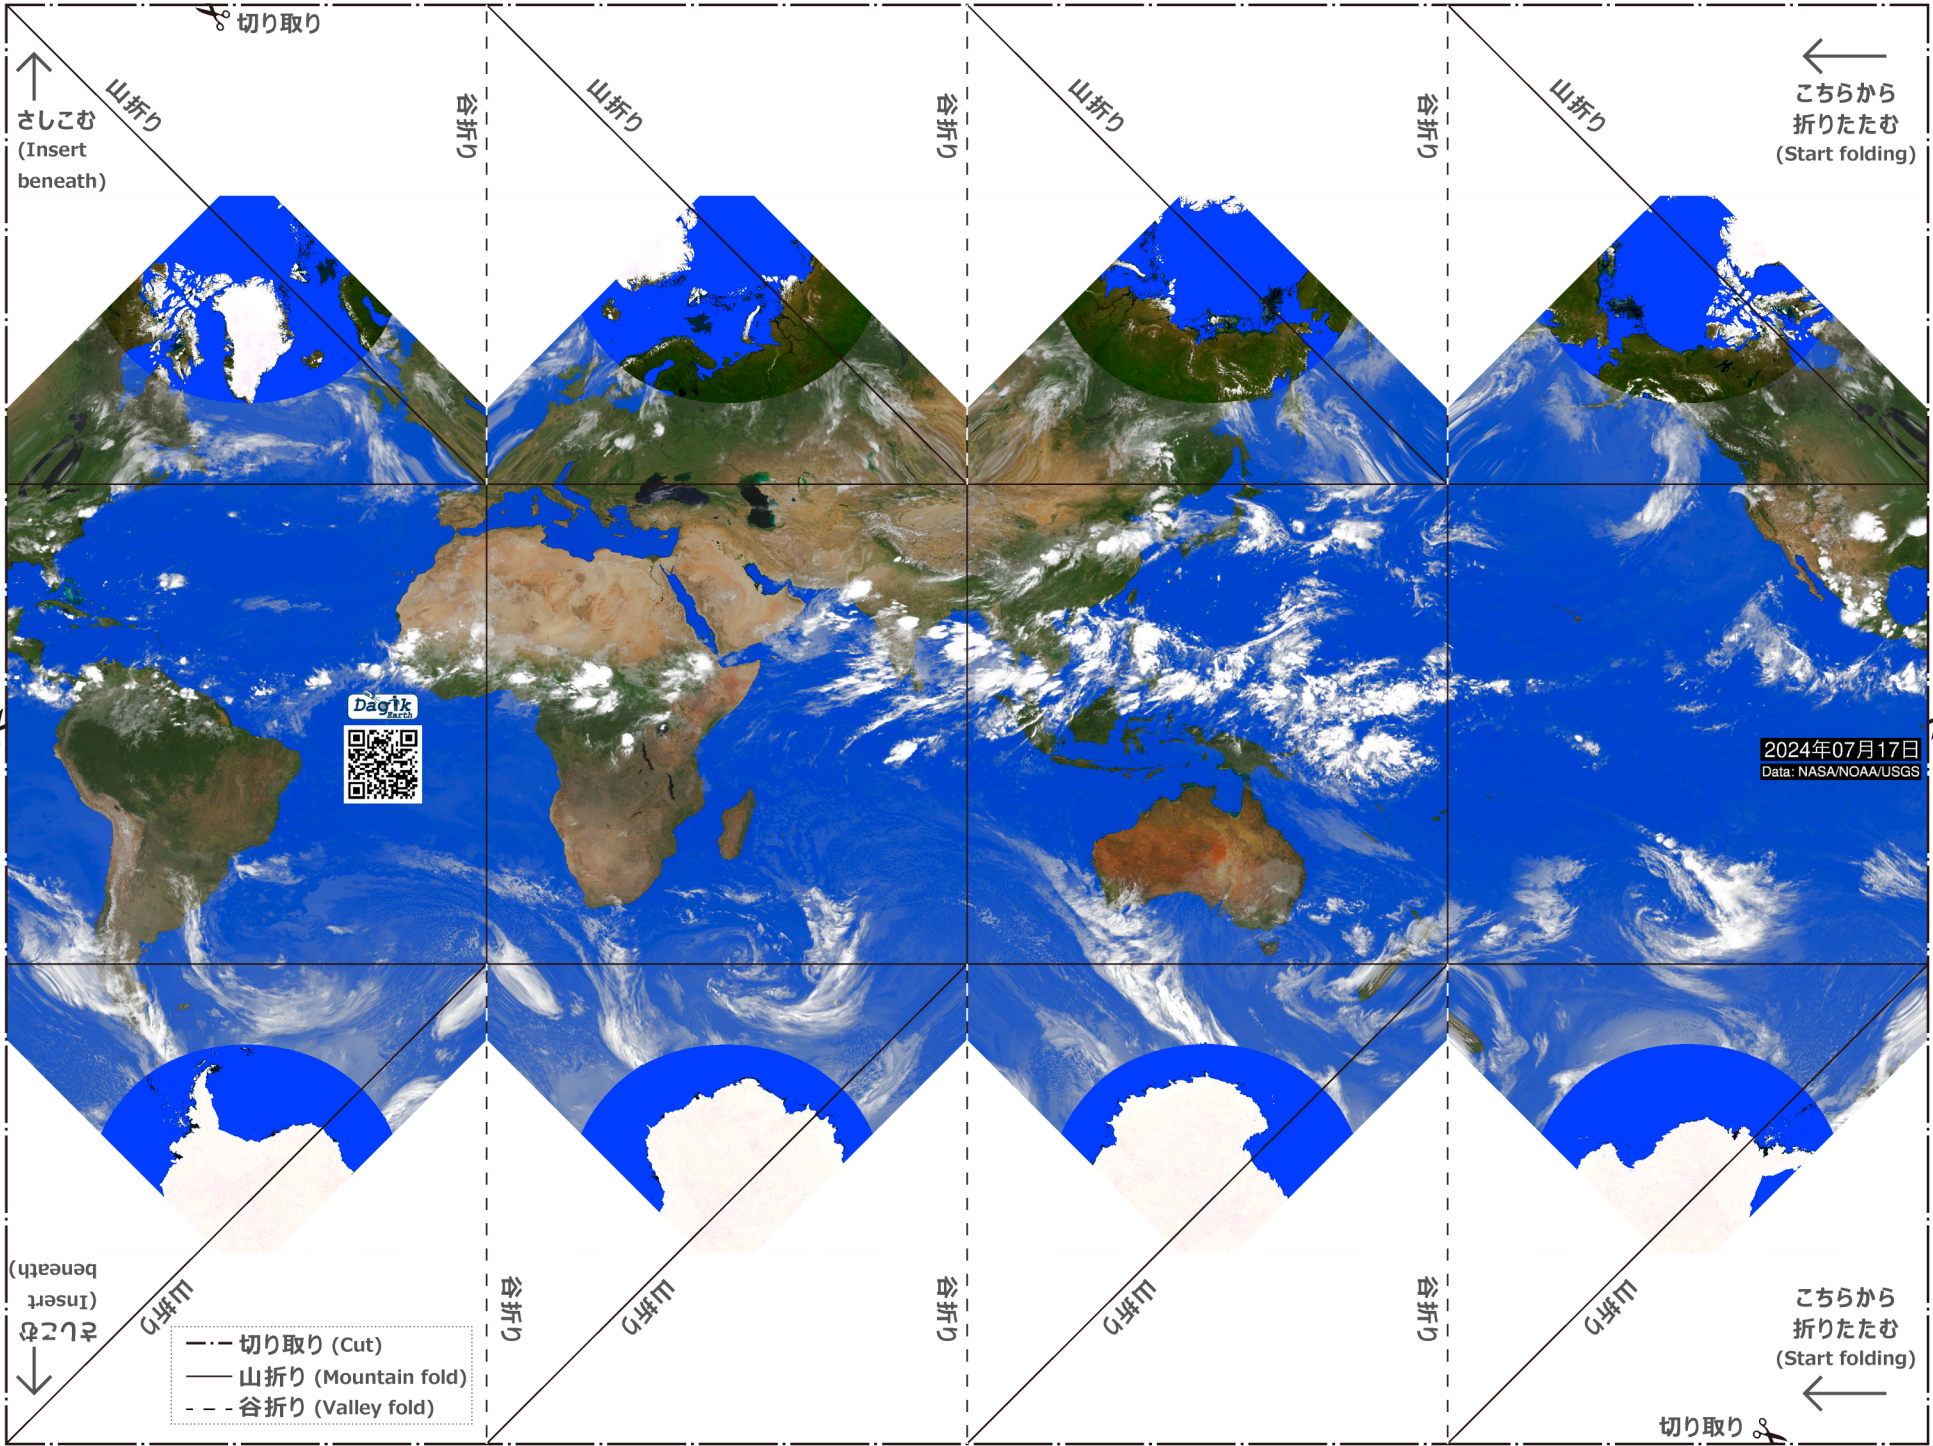 切り取り
山折り
谷折り
山折り
谷折り
山折り
谷折り
山折り
さしこむ
(Insert
beneath)
こちらから
折りたたむ
(Start folding)
Dagik
Earth
2024年07月17日
Data: NASA/NOAA/USGS
さしこむ
(Insert
beneath)
山折り
谷折り
山折り
谷折り
山折り
谷折り
山折り
こちらから
折りたたむ
(Start folding)
切り取り (Cut)
山折り (Mountain fold)
谷折り (Valley fold)
切り取り